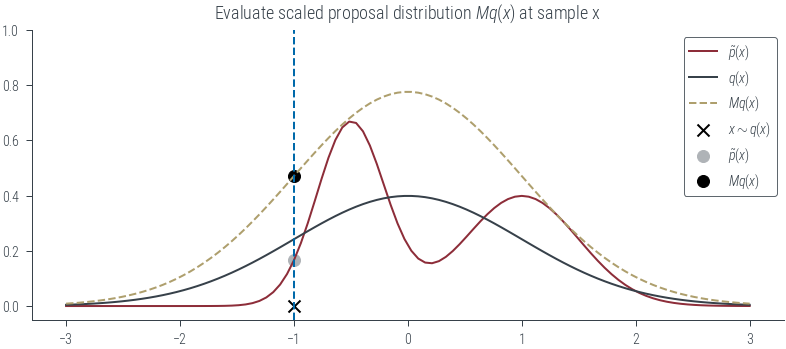 Evaluate scaled proposal distribution Mq(x) at sample x
1.0
0.8
0.6
0.4
0.2
0.0
−3
−2
−1
0
1
2
3
p̃(x)
q(x)
Mq(x)
x ~ q(x)
p̃(x)
Mq(x)